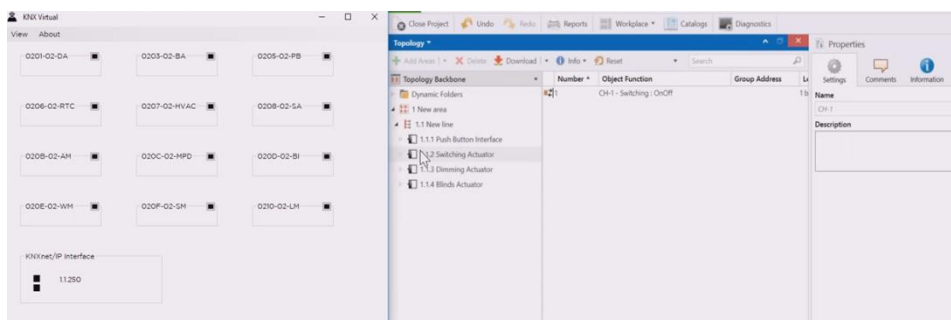 KNX Virtual
View About
0201-02-DA 0203-02-BA 0205-02-PB
0206-02-RTC 0207-02-HVAC 0208-02-SA
020B-02-AM 020C-02-MPD 020D-02-BI
020E-02-WM 020F-02-SM 0210-02-LM
KNXnet/IP Interface
1.1.250
Close Project Undo Redo Reports Workplace Catalogs Diagnostics
Topology
Add Areas Delete Download Info Reset Search
Topology Backbone
Dynamic Folders
1 New area
1.1 New line
1.1.1 Push Button Interface
Switching Actuator
1.1.3 Dimming Actuator
1.1.4 Blinds Actuator
Number Object Function Group Address
1 CH-1 - Switching : OnOff
Properties
Settings Comments Information
Name
CH-1
Description